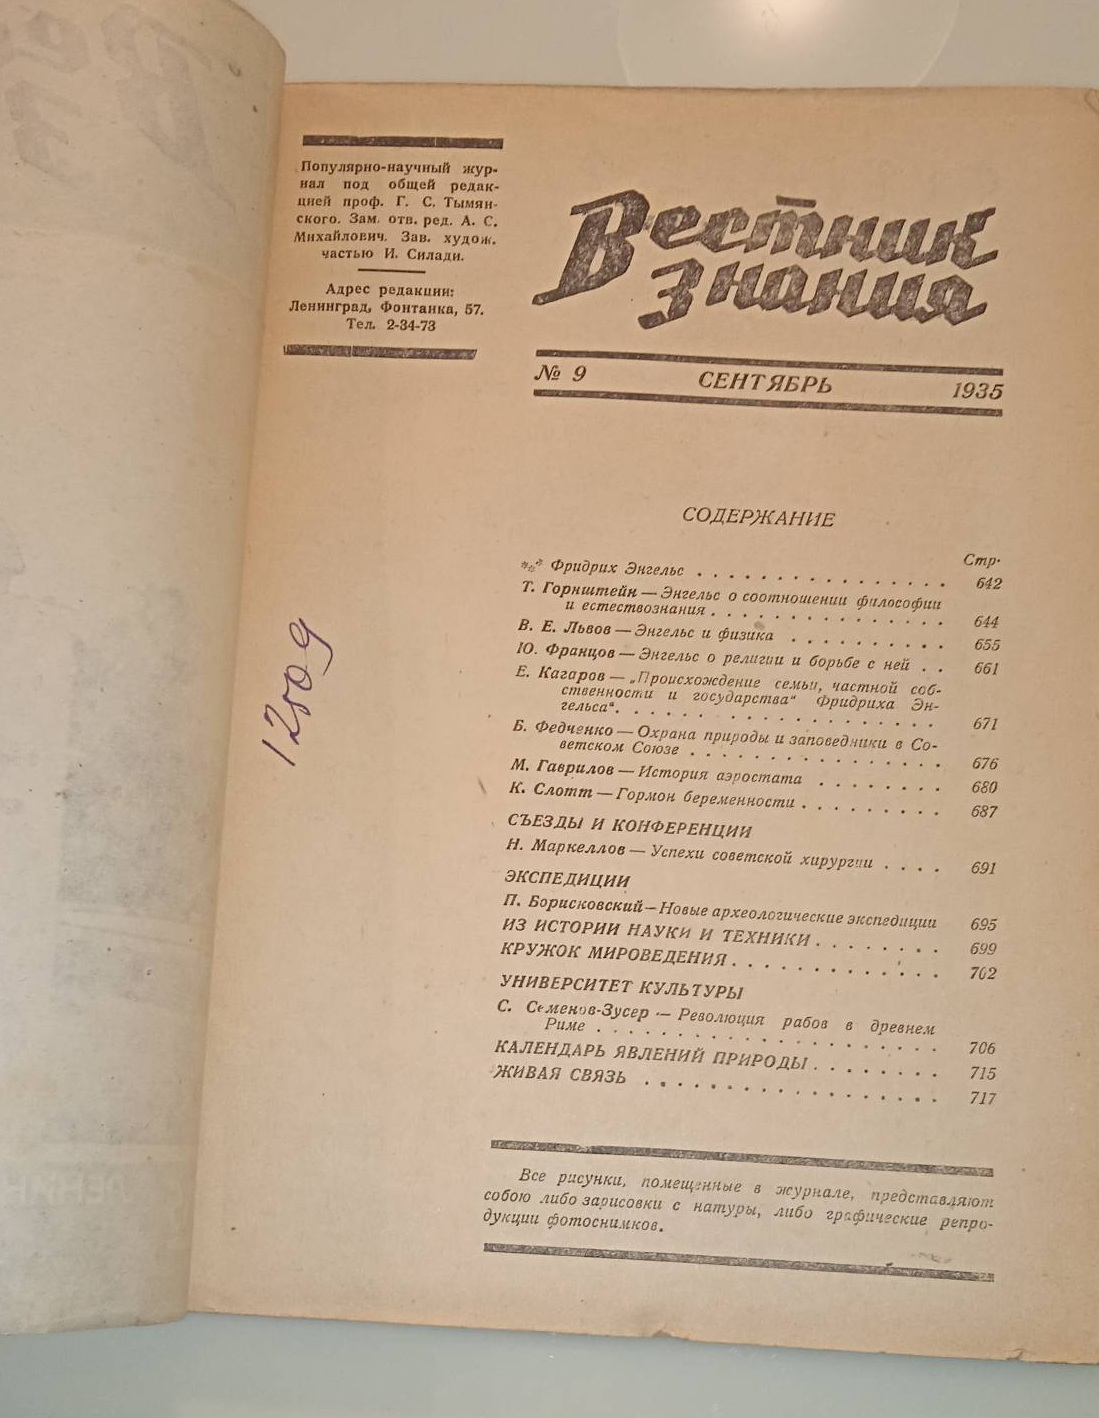 Популярно-научный жур-
нал под общей редак-
цией проф. Г. С. Тымян-
ского. Зам. отв. ред. А. С.
Михайлович. Зав. худож.
частью И. Силади.
Адрес редакции:
Ленинград, Фонтанка, 57.
Тел. 2-34-73
Вестник
знания
№ 9 СЕНТЯБРЬ 1935
СОДЕРЖАНИЕ
Стр.
*** Фридрих Энгельс . . . . . . . . . . . . . . . . 642
Т. Горнштейн — Энгельс о соотношении философии
и естествознания . . . . . . . . . . . . . . . 644
В. Е. Львов — Энгельс и физика . . . . . . . . . . 655
Ю. Францов — Энгельс о религии и борьбе с ней . . 661
Е. Кагаров — „Происхождение семьи, частной соб-
ственности и государства“ Фридриха Эн-
гельса“. . . . . . . . . . . . . . . . . . . . 671
Б. Федченко — Охрана природы и заповедники в Со-
ветском Союзе . . . . . . . . . . . . . . . . 676
М. Гаврилов — История аэростата . . . . . . . . 680
К. Слотт — Гормон беременности . . . . . . . . . 687
СЪЕЗДЫ И КОНФЕРЕНЦИИ
Н. Маркеллов — Успехи советской хирургии . . . . 691
ЭКСПЕДИЦИИ
П. Борисковский — Новые археологические экспедиции 695
ИЗ ИСТОРИИ НАУКИ И ТЕХНИКИ . . . . . . . . 699
КРУЖОК МИРОВЕДЕНИЯ . . . . . . . . . . . . . 702
УНИВЕРСИТЕТ КУЛЬТУРЫ
С. Семенов-Зусер — Революция рабов в древнем
Риме . . . . . . . . . . . . . . . . . . . . . 706
КАЛЕНДАРЬ ЯВЛЕНИЙ ПРИРОДЫ . . . . . . . . 715
ЖИВАЯ СВЯЗЬ . . . . . . . . . . . . . . . . . . 717
Все рисунки, помещенные в журнале, представляют
собою либо зарисовки с натуры, либо графические репро-
дукции фотоснимков.
12809